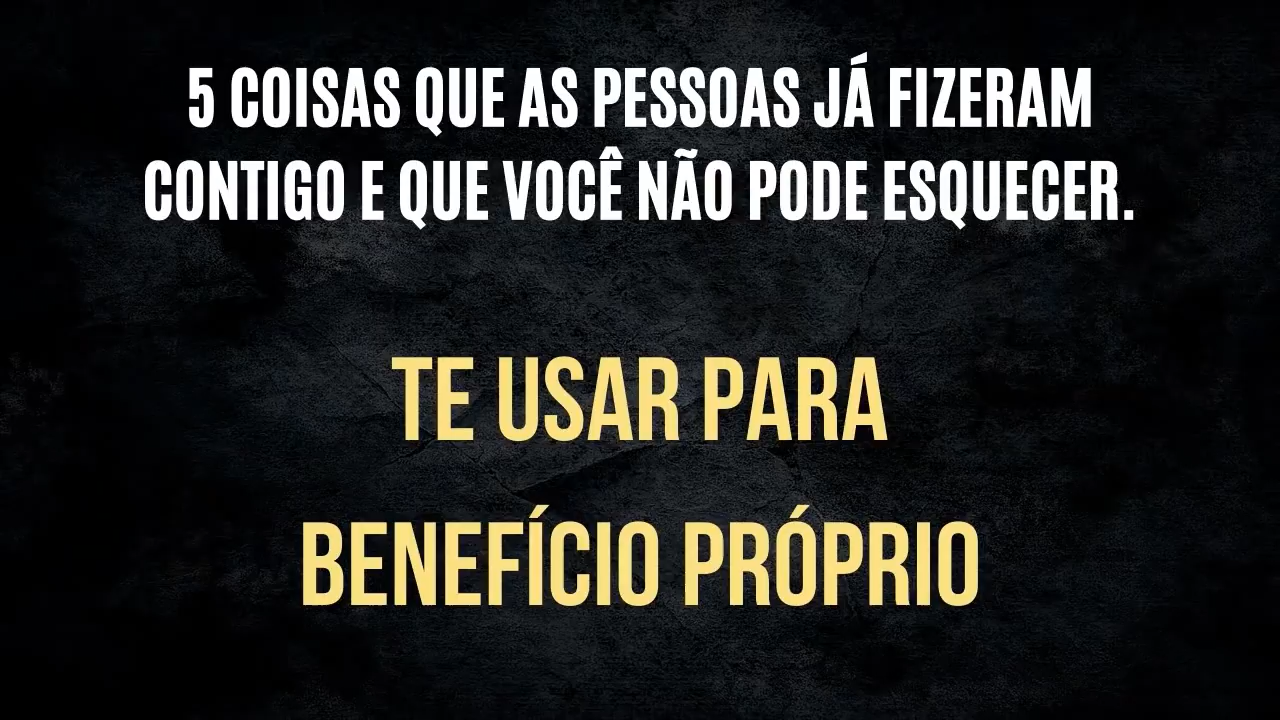 5 COISAS QUE AS PESSOAS JÁ FIZERAM
CONTIGO E QUE VOCÊ NÃO PODE ESQUECER.
TE USAR PARA
BENEFÍCIO PRÓPRIO